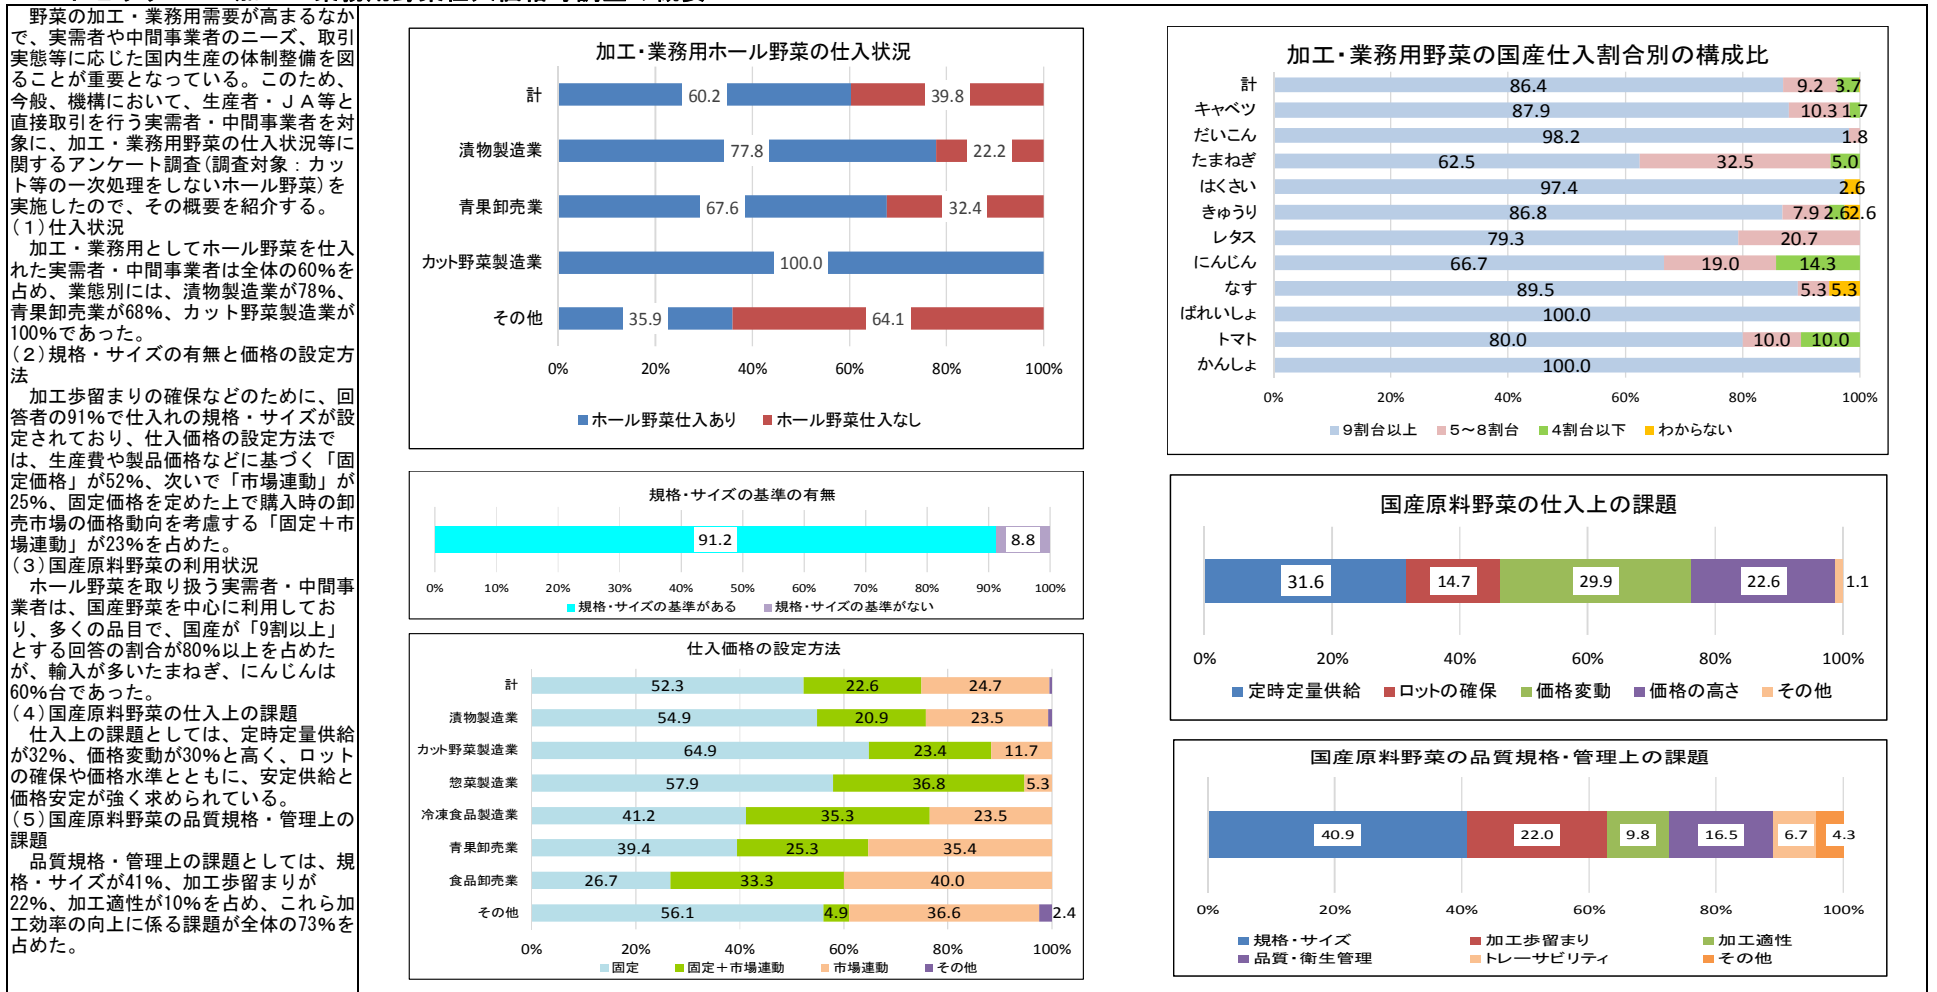 野菜の加工・業務用需要が高まるなか
で、実需者や中間事業者のニーズ、取引
実態等に応じた国内生産の体制整備を図
ることが重要となっている。このため、
今般、機構において、生産者・ＪＡ等と
直接取引を行う実需者・中間事業者を対
象に、加工・業務用野菜の仕入状況等に
関するアンケート調査(調査対象：カッ
ト等の一次処理をしないホール野菜)を
実施したので、その概要を紹介する。
(１)仕入状況
加工・業務用としてホール野菜を仕入
れた実需者・中間事業者は全体の60%を
占め、業態別には、漬物製造業が78%、
青果卸売業が68%、カット野菜製造業が
100%であった。
(２)規格・サイズの有無と価格の設定方
法
加工歩留まりの確保などのために、回
答者の91%で仕入れの規格・サイズが設
定されており、仕入価格の設定方法で
は、生産費や製品価格などに基づく「固
定価格」が52%、次いで「市場連動」が
25%、固定価格を定めた上で購入時の卸
売市場の価格動向を考慮する「固定＋市
場連動」が23%を占めた。
(３)国産原料野菜の利用状況
ホール野菜を取り扱う実需者・中間事
業者は、国産野菜を中心に利用してお
り、多くの品目で、国産が「9割以上」
とする回答の割合が80%以上を占めた
が、輸入が多いたまねぎ、にんじんは
60%台であった。
(４)国産原料野菜の仕入上の課題
仕入上の課題としては、定時定量供給
が32%、価格変動が30%と高く、ロット
の確保や価格水準とともに、安定供給と
価格安定が強く求められている。
(５)国産原料野菜の品質規格・管理上の
課題
品質規格・管理上の課題としては、規
格・サイズが41%、加工歩留まりが
22%、加工適性が10%を占め、これら加
工効率の向上に係る課題が全体の73%を
占めた。
加工・業務用ホール野菜の仕入状況
計 60.2 39.8
漬物製造業 77.8 22.2
青果卸売業 67.6 32.4
カット野菜製造業 100.0
その他 35.9 64.1
0% 20% 40% 60% 80% 100%
ホール野菜仕入あり ホール野菜仕入なし
規格・サイズの基準の有無
91.2 8.8
0% 10% 20% 30% 40% 50% 60% 70% 80% 90% 100%
規格・サイズの基準がある 規格・サイズの基準がない
仕入価格の設定方法
計 52.3 22.6 24.7
漬物製造業 54.9 20.9 23.5
カット野菜製造業 64.9 23.4 11.7
惣菜製造業 57.9 36.8 5.3
冷凍食品製造業 41.2 35.3 23.5
青果卸売業 39.4 25.3 35.4
食品卸売業 26.7 33.3 40.0
その他 56.1 4.9 36.6 2.4
0% 20% 40% 60% 80% 100%
固定 固定＋市場連動 市場連動 その他
加工・業務用野菜の国産仕入割合別の構成比
計 86.4 9.2 3.7
キャベツ 87.9 10.3 1.7
だいこん 98.2 1.8
たまねぎ 62.5 32.5 5.0
はくさい 97.4 2.6
きゅうり 86.8 7.9 2.6 2.6
レタス 79.3 20.7
にんじん 66.7 19.0 14.3
なす 89.5 5.3 5.3
ばれいしょ 100.0
トマト 80.0 10.0 10.0
かんしょ 100.0
0% 20% 40% 60% 80% 100%
９割台以上 ５～８割台 ４割台以下 わからない
国産原料野菜の仕入上の課題
31.6 14.7 29.9 22.6 1.1
0% 20% 40% 60% 80% 100%
定時定量供給 ロットの確保 価格変動 価格の高さ その他
国産原料野菜の品質規格・管理上の課題
40.9 22.0 9.8 16.5 6.7 4.3
0% 20% 40% 60% 80% 100%
規格・サイズ 加工歩留まり 加工適性
品質・衛生管理 トレーサビリティ その他